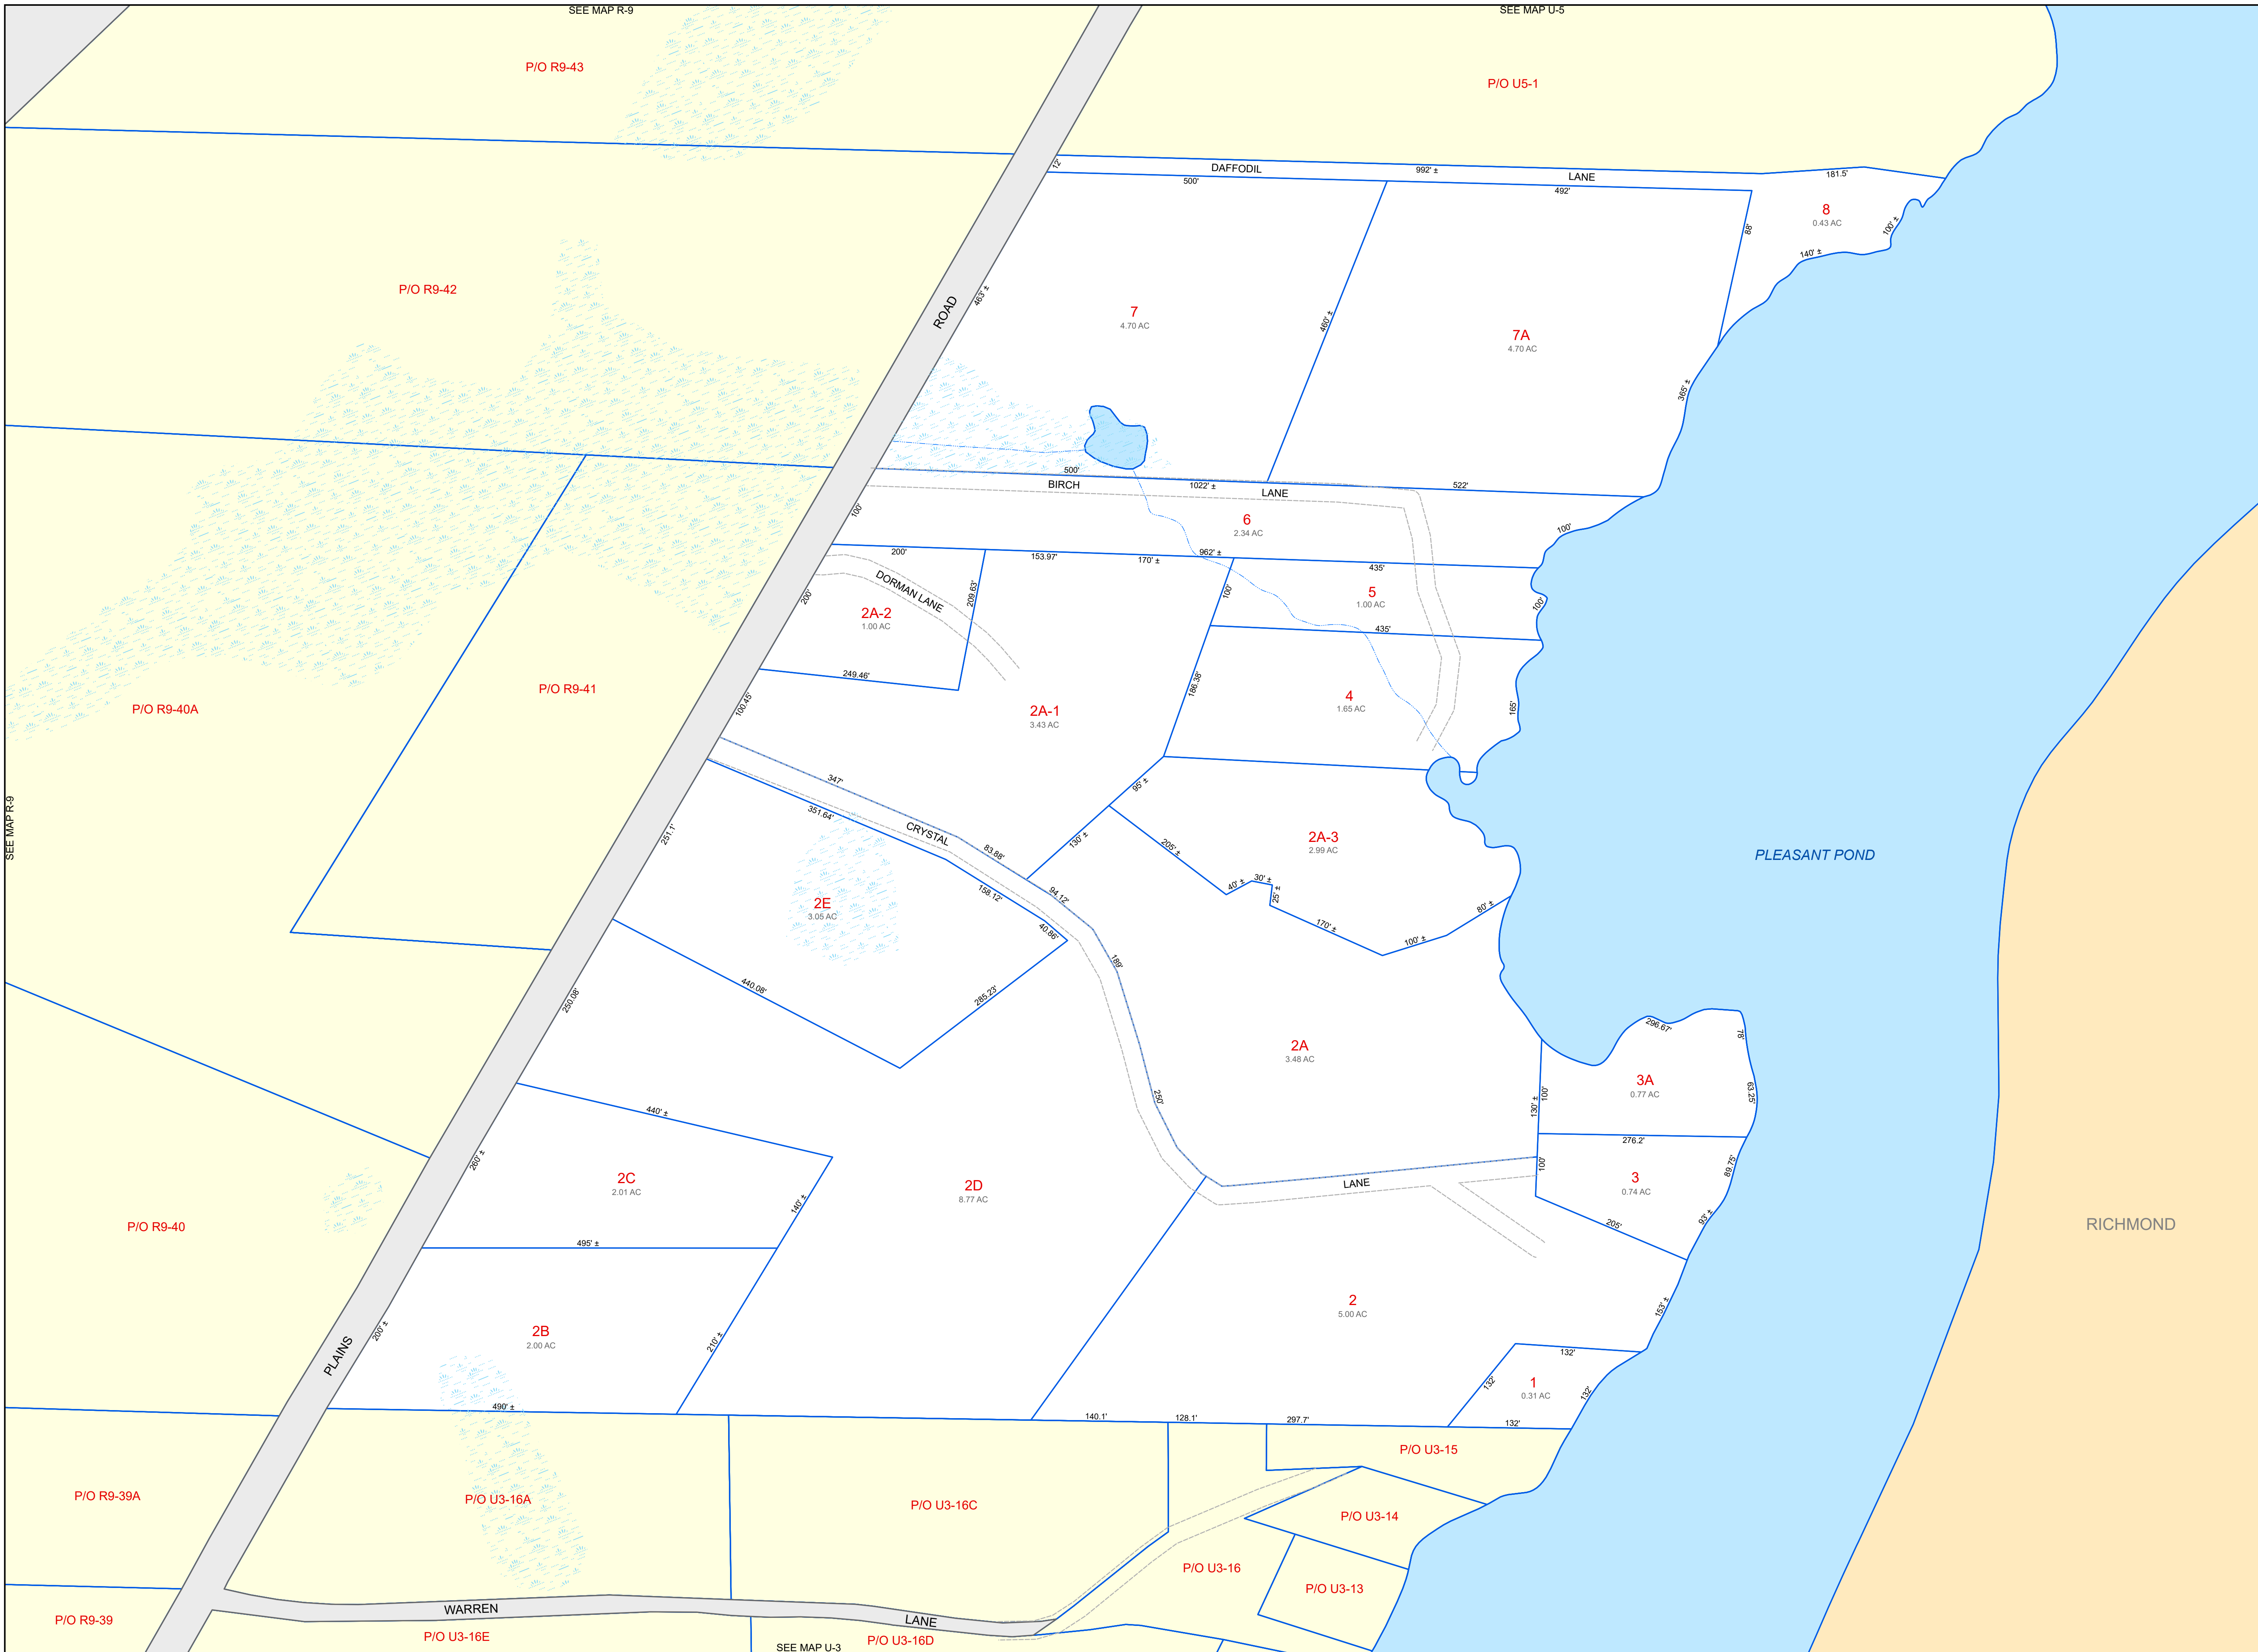 SEE MAP R-9
SEE MAP U-5
P/O R9-43
P/O U5-1
12'
DAFFODIL
992' ±
LANE
181.5'
500'
492'
8
0.43 AC
100' ±
88'
140' ±
P/O R9-42
ROAD
463' ±
7
4.70 AC
460' ±
7A
4.70 AC
365' ±
500'
BIRCH
1022' ±
LANE
522'
100'
6
2.34 AC
100'
200'
153.97'
170' ±
962' ±
435'
DORMAN LANE
209.63'
200'
2A-2
1.00 AC
100'
5
1.00 AC
100'
435'
249.46'
P/O R9-41
P/O R9-40A
100.45'
2A-1
3.43 AC
186.38'
4
1.65 AC
165'
SEE MAP R-9
347'
351.64'
CRYSTAL
83.88'
95' ±
130' ±
251.1'
205' ±
2A-3
2.99 AC
PLEASANT POND
40' ±
30' ±
25' ±
170' ±
100' ±
80' ±
2E
3.05 AC
158.12'
94.12'
40.86'
189'
440.08'
285.23'
250.08'
2A
3.48 AC
250'
296.67'
78'
3A
0.77 AC
63.25'
130' ±
100'
276.2'
440' ±
260' ±
2C
2.01 AC
140' ±
2D
8.77 AC
LANE
100'
3
0.74 AC
89.75'
93' ±
205'
RICHMOND
P/O R9-40
495' ±
2
5.00 AC
153' ±
PLAINS
200' ±
2B
2.00 AC
210' ±
132'
132'
1
0.31 AC
132'
490' ±
140.1'
128.1'
297.7'
132'
P/O U3-15
P/O R9-39A
P/O U3-16A
P/O U3-16C
P/O U3-14
P/O U3-16
P/O U3-13
P/O R9-39
WARREN
LANE
P/O U3-16E
SEE MAP U-3
P/O U3-16D